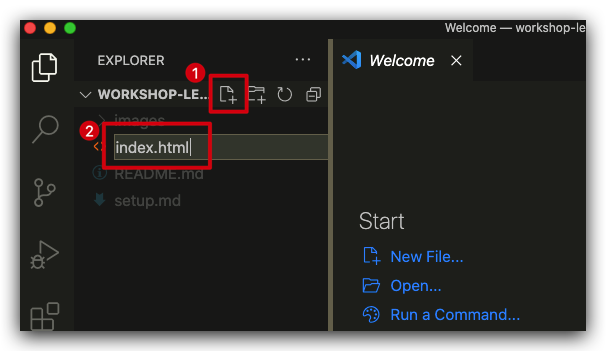 Welcome — workshop-le
EXPLORER
Welcome
1
WORKSHOP-LE...
images
2
index.html
README.md
setup.md
Start
New File...
Open...
Run a Command...